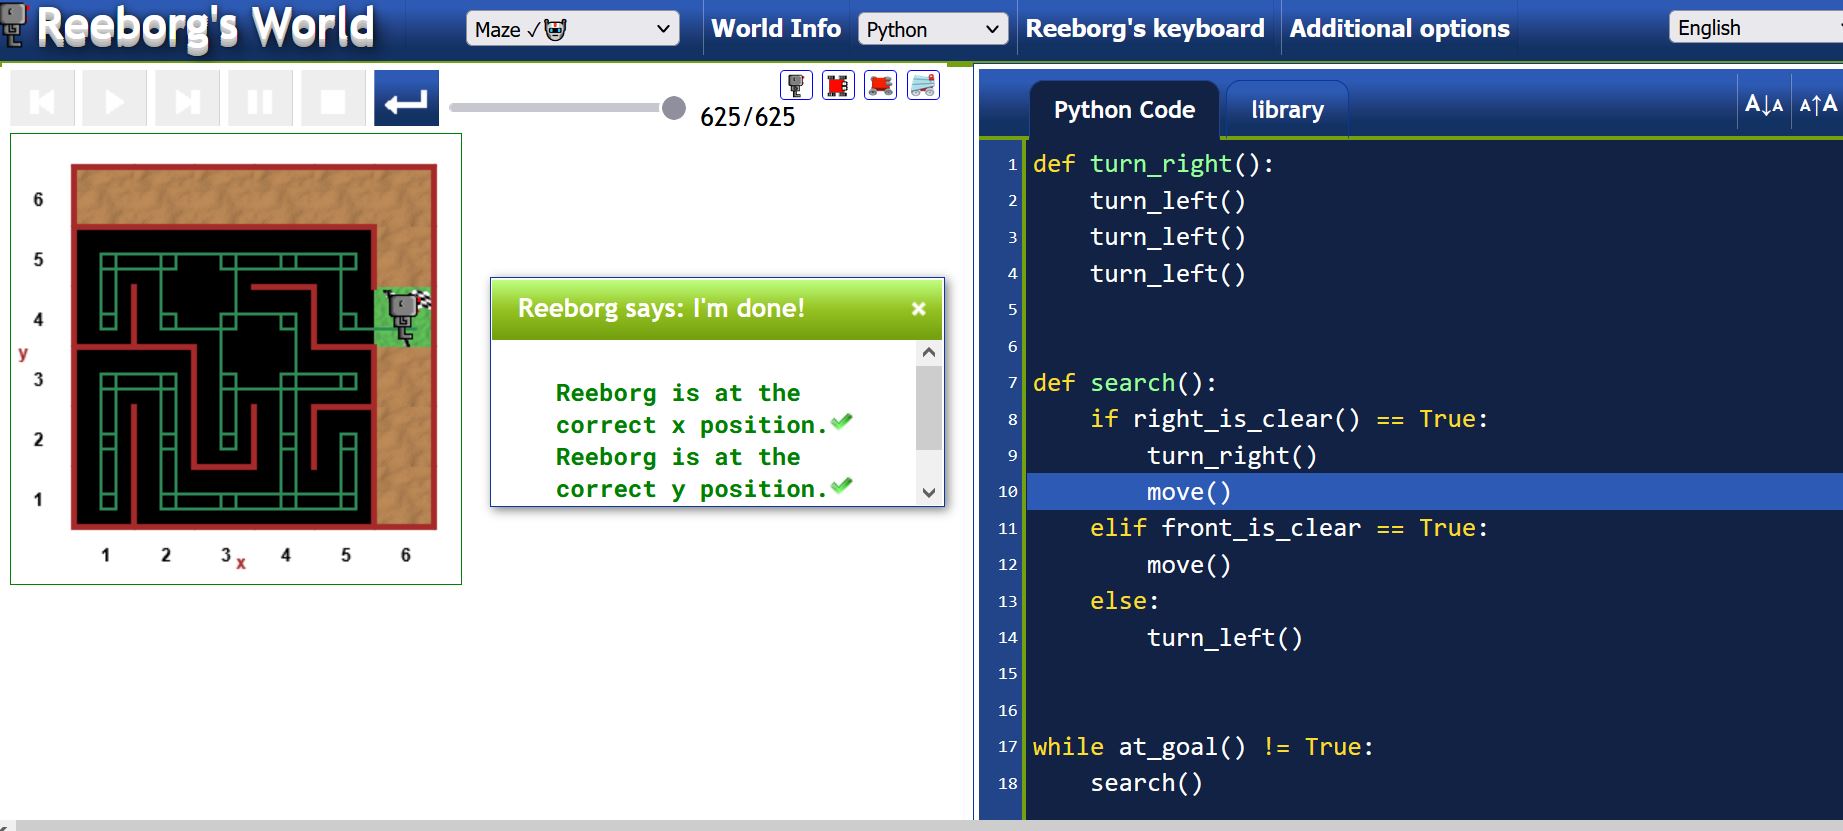 Reeborg's World
Maze ✓🤖
World Info
Python
Reeborg's keyboard
Additional options
English
625/625
Python Code
library
A↓A
A↑A
6
5
4
y
3
2
1
1 2 3 x 4 5 6
Reeborg says: I'm done!
×
Reeborg is at the
correct x position.✔
Reeborg is at the
correct y position.✔
1 def turn_right():
2     turn_left()
3     turn_left()
4     turn_left()
5
6
7 def search():
8     if right_is_clear() == True:
9         turn_right()
10         move()
11     elif front_is_clear == True:
12         move()
13     else:
14         turn_left()
15
16
17 while at_goal() != True:
18     search()